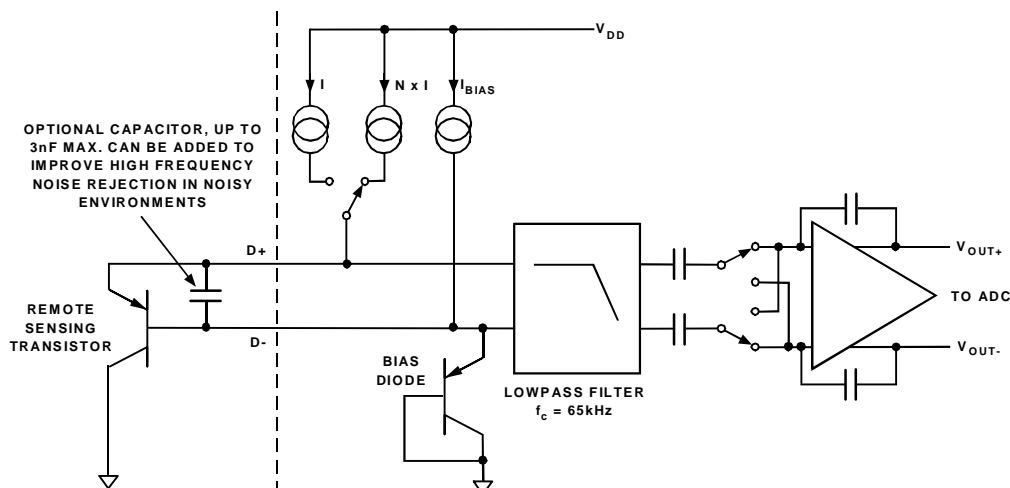 V_DD
I
N x I
I_BIAS
OPTIONAL CAPACITOR, UP TO
3nF MAX. CAN BE ADDED TO
IMPROVE HIGH FREQUENCY
NOISE REJECTION IN NOISY
ENVIRONMENTS
D+
D-
REMOTE
SENSING
TRANSISTOR
BIAS
DIODE
LOWPASS FILTER
f_c = 65kHz
V_OUT+
TO ADC
V_OUT-